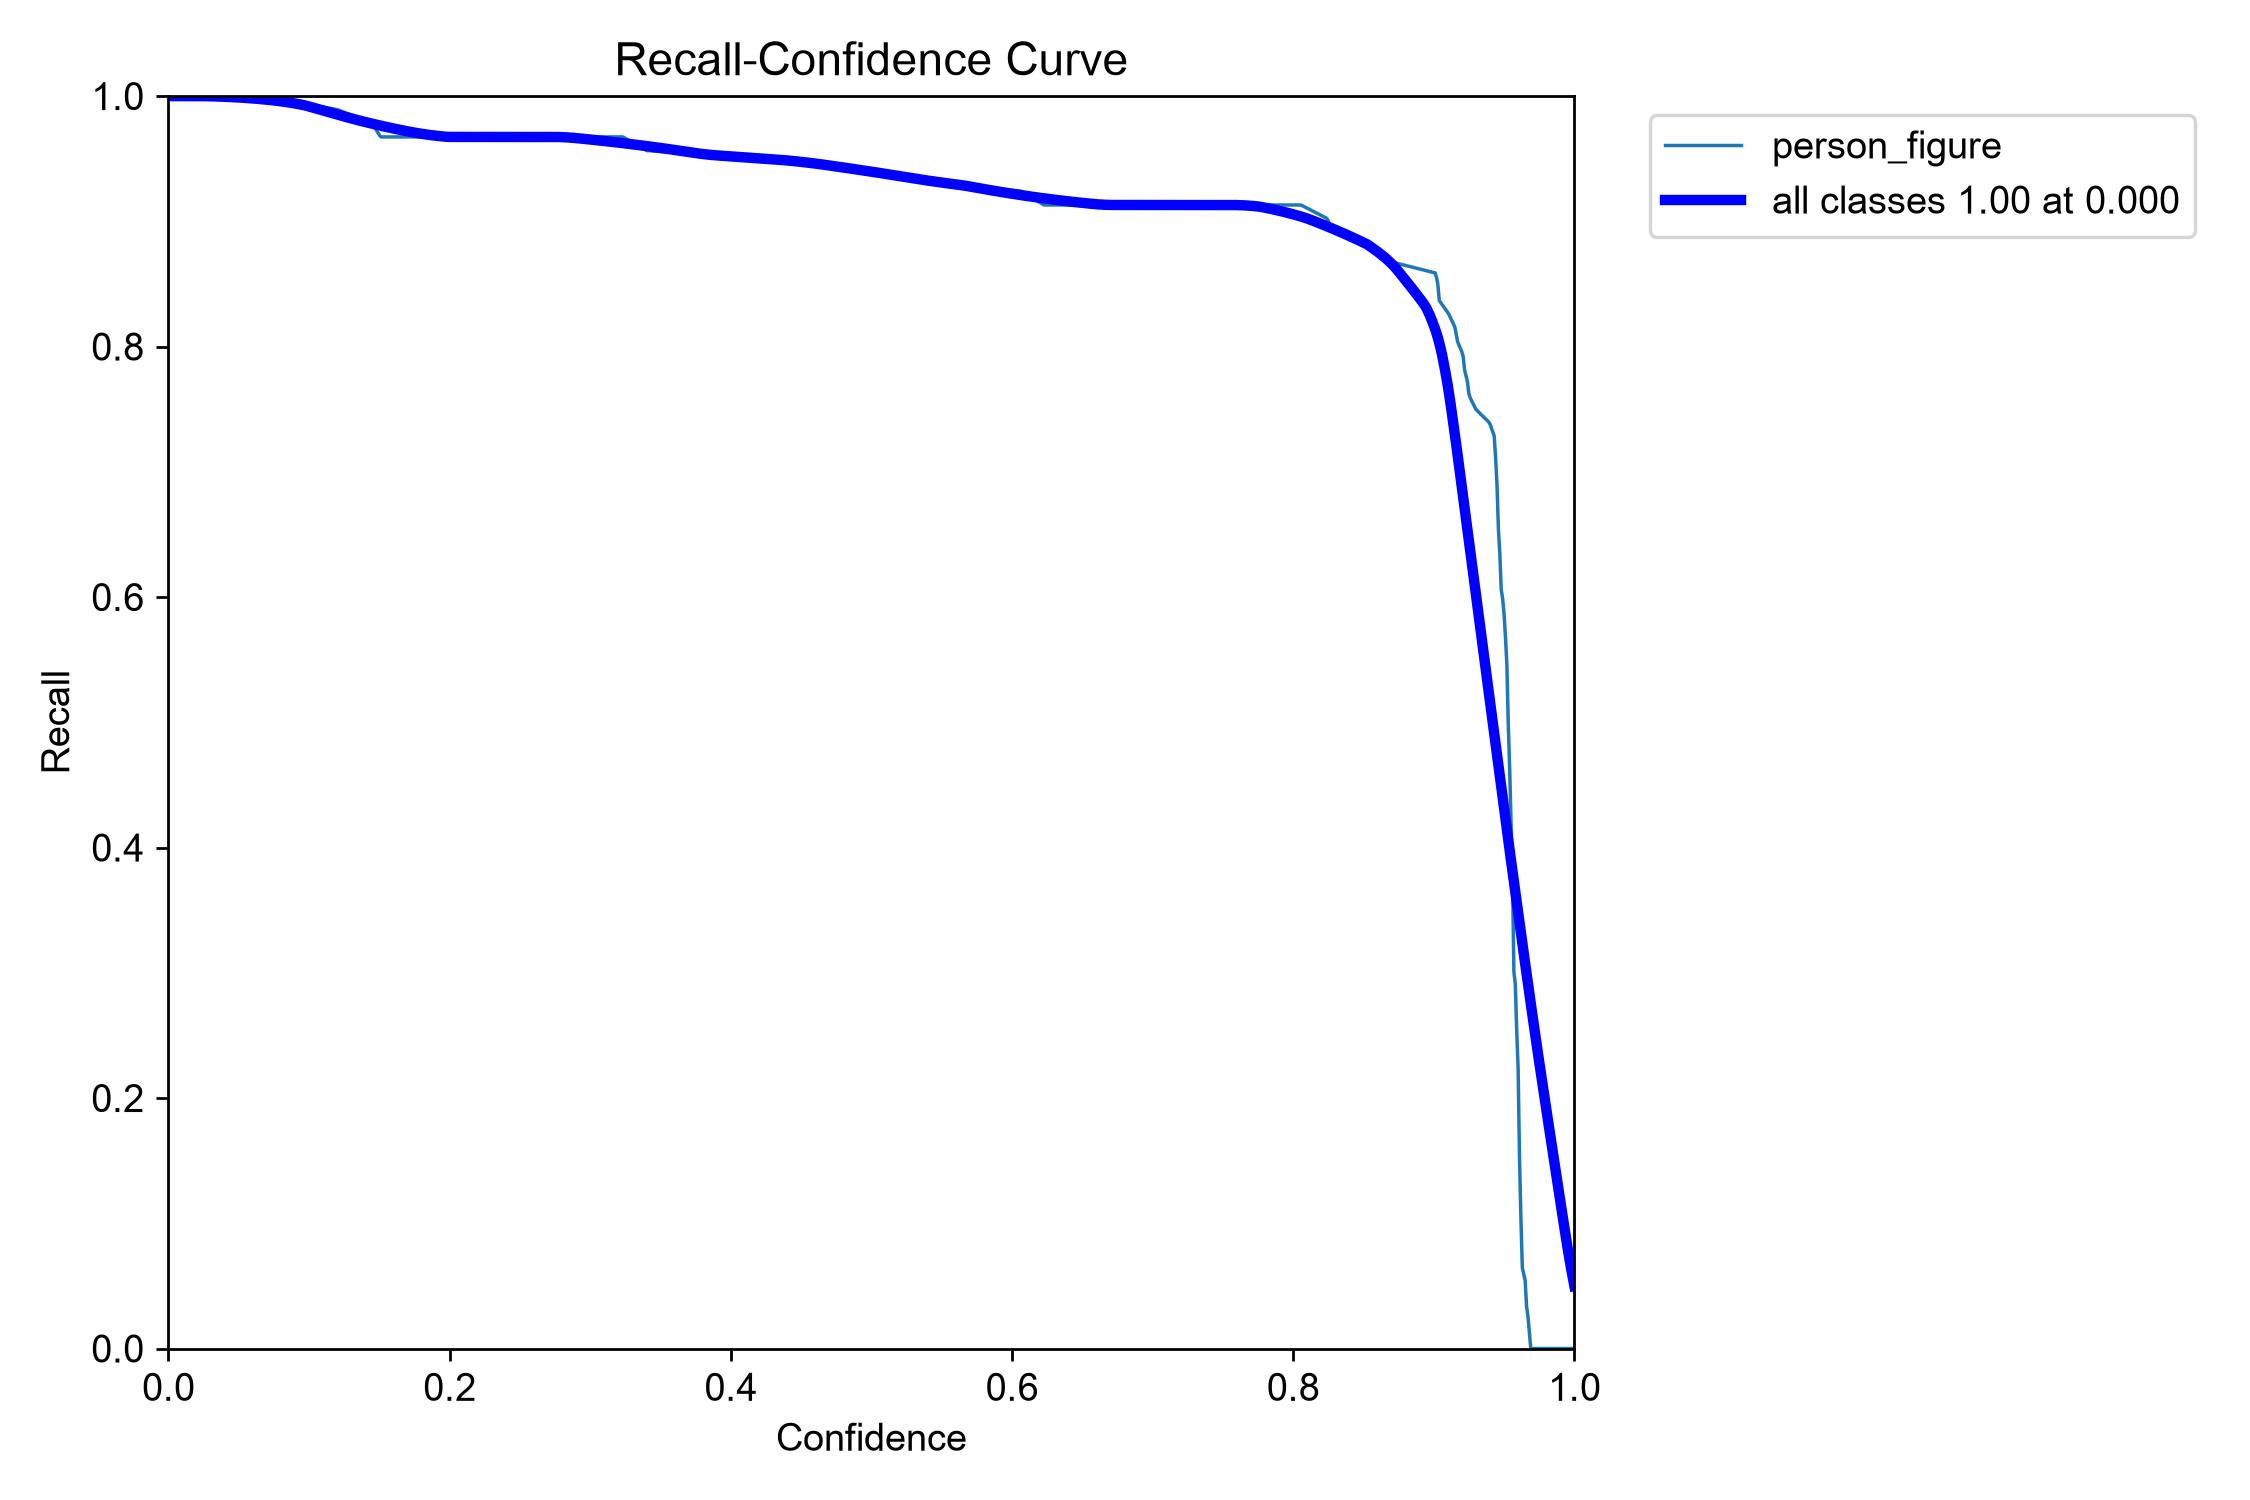 Recall-Confidence Curve
person_figure
all classes 1.00 at 0.000
1.0
0.8
0.6
0.4
0.2
0.0
Recall
0.0 0.2 0.4 0.6 0.8 1.0
Confidence